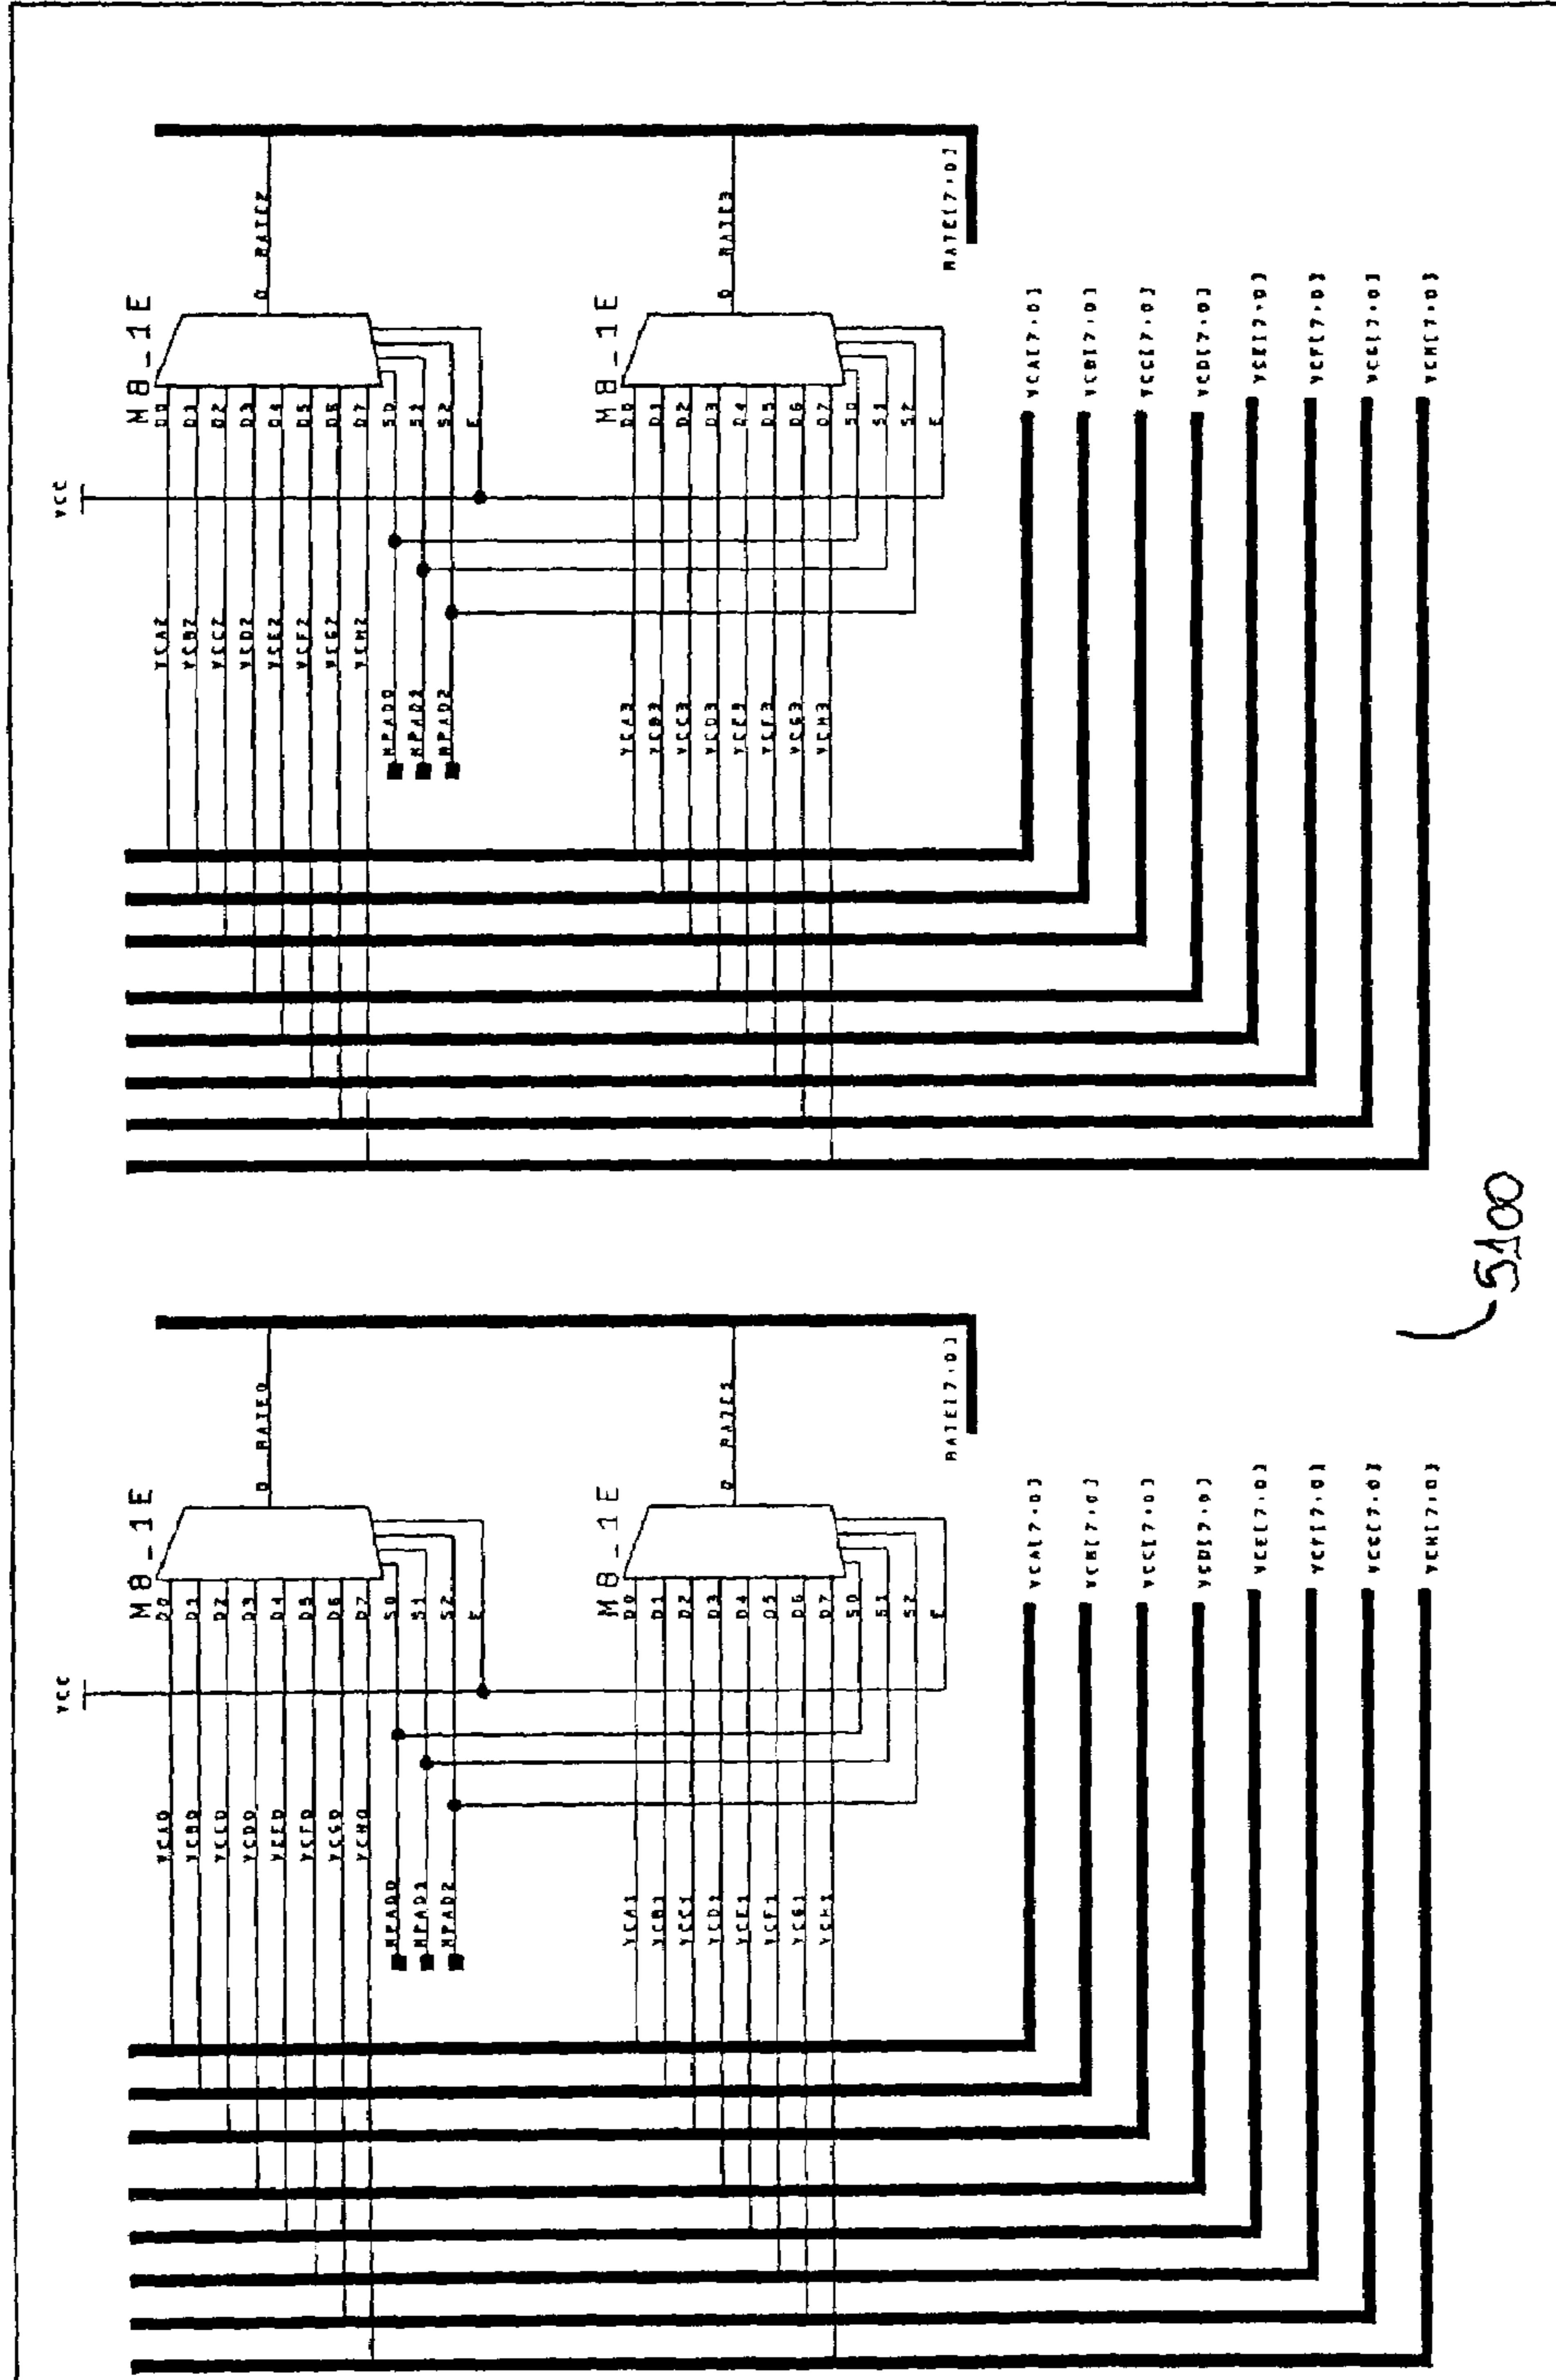 VCC
M8_1E
VCA0
D0
VCB0
D1
VCC0
D2
VCD0
D3
VCE0
D4
VCF0
D5
VCG0
D6
VCH0
D7
MPAD0
S0
MPAD1
S1
MPAD2
S2
E
O
RATE0
M8_1E
VCA1
D0
VCB1
D1
VCC1
D2
VCD1
D3
VCE1
D4
VCF1
D5
VCG1
D6
VCH1
D7
S0
S1
S2
E
O
RATE1
RATE[7:0]
VCA[7:0]
VCB[7:0]
VCC[7:0]
VCD[7:0]
VCE[7:0]
VCF[7:0]
VCG[7:0]
VCH[7:0]
VCC
M8_1E
VCA2
D0
VCB2
D1
VCC2
D2
VCD2
D3
VCE2
D4
VCF2
D5
VCG2
D6
VCH2
D7
MPAD0
S0
MPAD1
S1
MPAD2
S2
E
O
RATE2
M8_1E
VCA3
D0
VCB3
D1
VCC3
D2
VCD3
D3
VCE3
D4
VCF3
D5
VCG3
D6
VCH3
D7
S0
S1
S2
E
O
RATE3
RATE[7:0]
VCA[7:0]
VCB[7:0]
VCC[7:0]
VCD[7:0]
VCE[7:0]
VCF[7:0]
VCG[7:0]
VCH[7:0]
5100